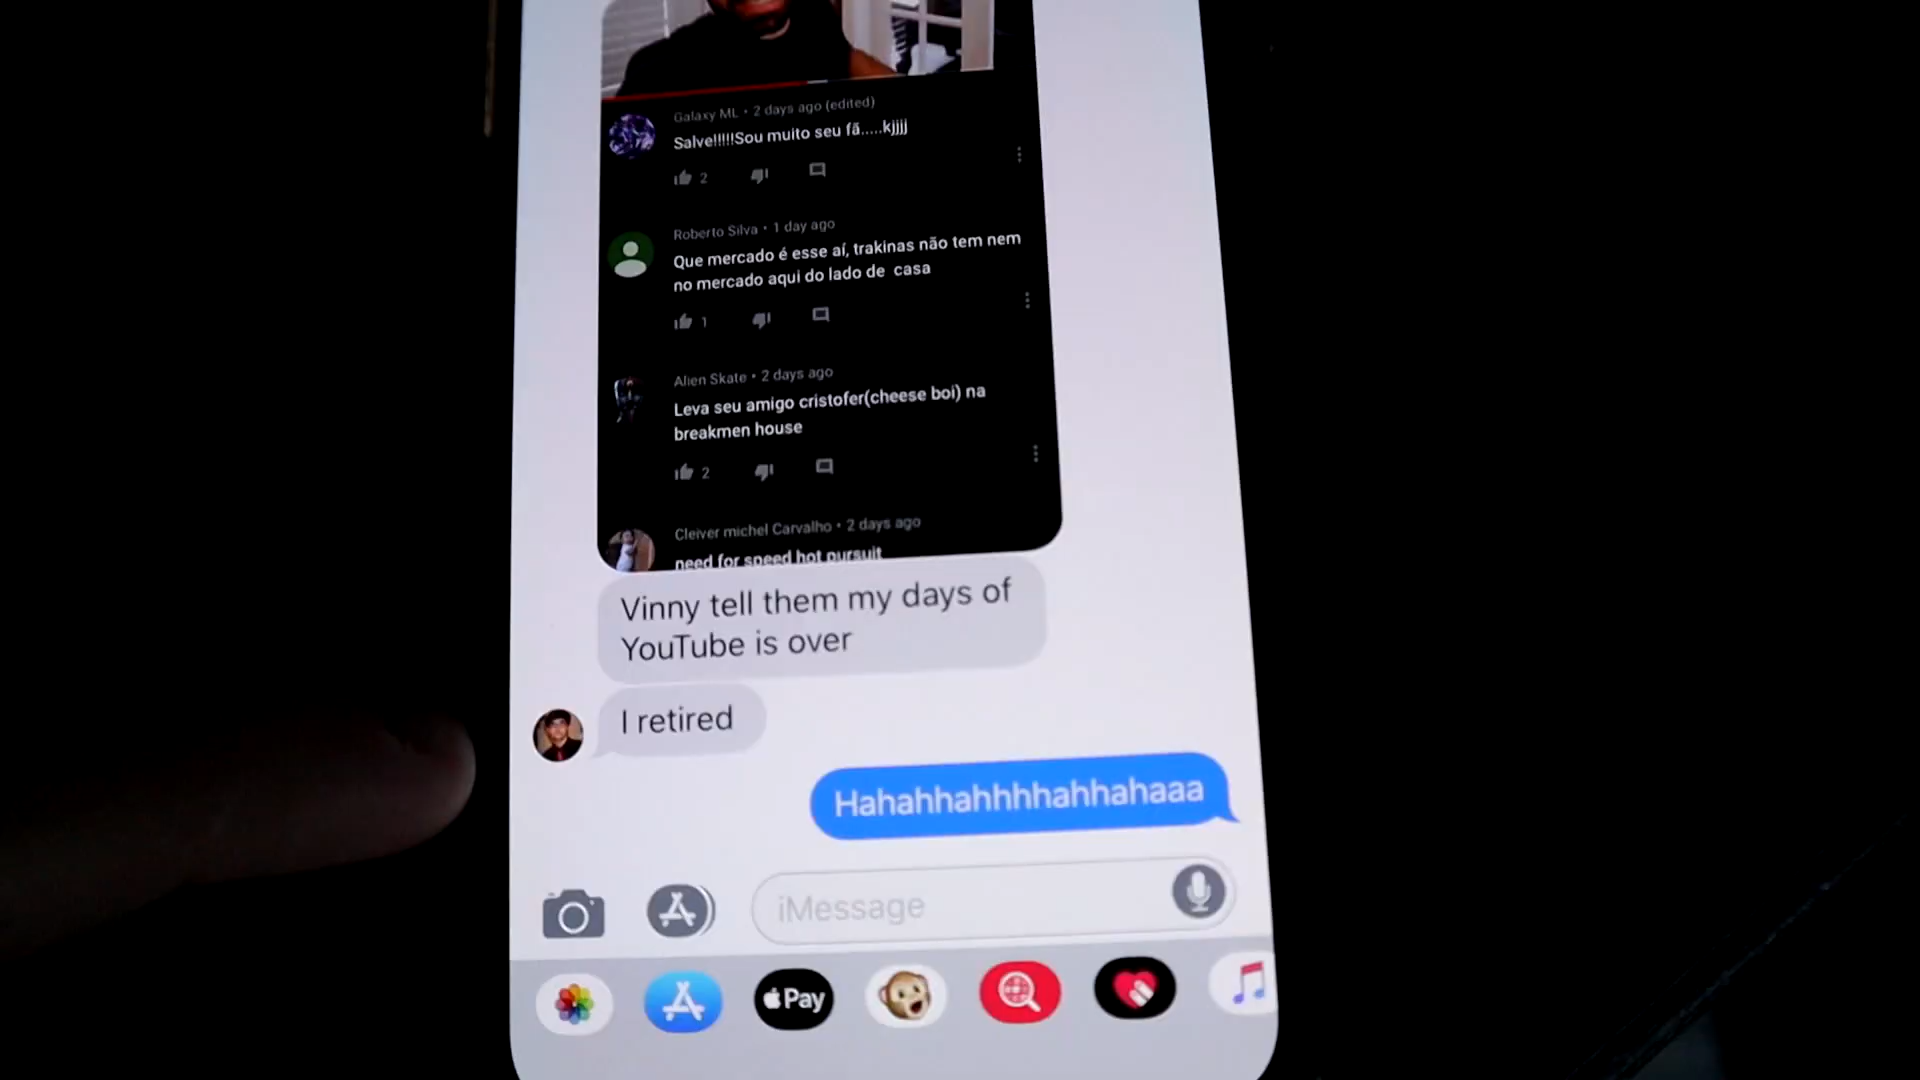 Galaxy ML • 2 days ago (edited)
Salve!!!!!Sou muito seu fã.....kjjjj
2
Roberto Silva • 1 day ago
Que mercado é esse aí, trakinas não tem nem
no mercado aqui do lado de casa
1
Alien Skate • 2 days ago
Leva seu amigo cristofer(cheese boi) na
breakmen house
2
Cleiver michel Carvalho • 2 days ago
need for speed hot pursuit
Vinny tell them my days of
YouTube is over
I retired
Hahahhahhhhahhahaaa
iMessage
Pay